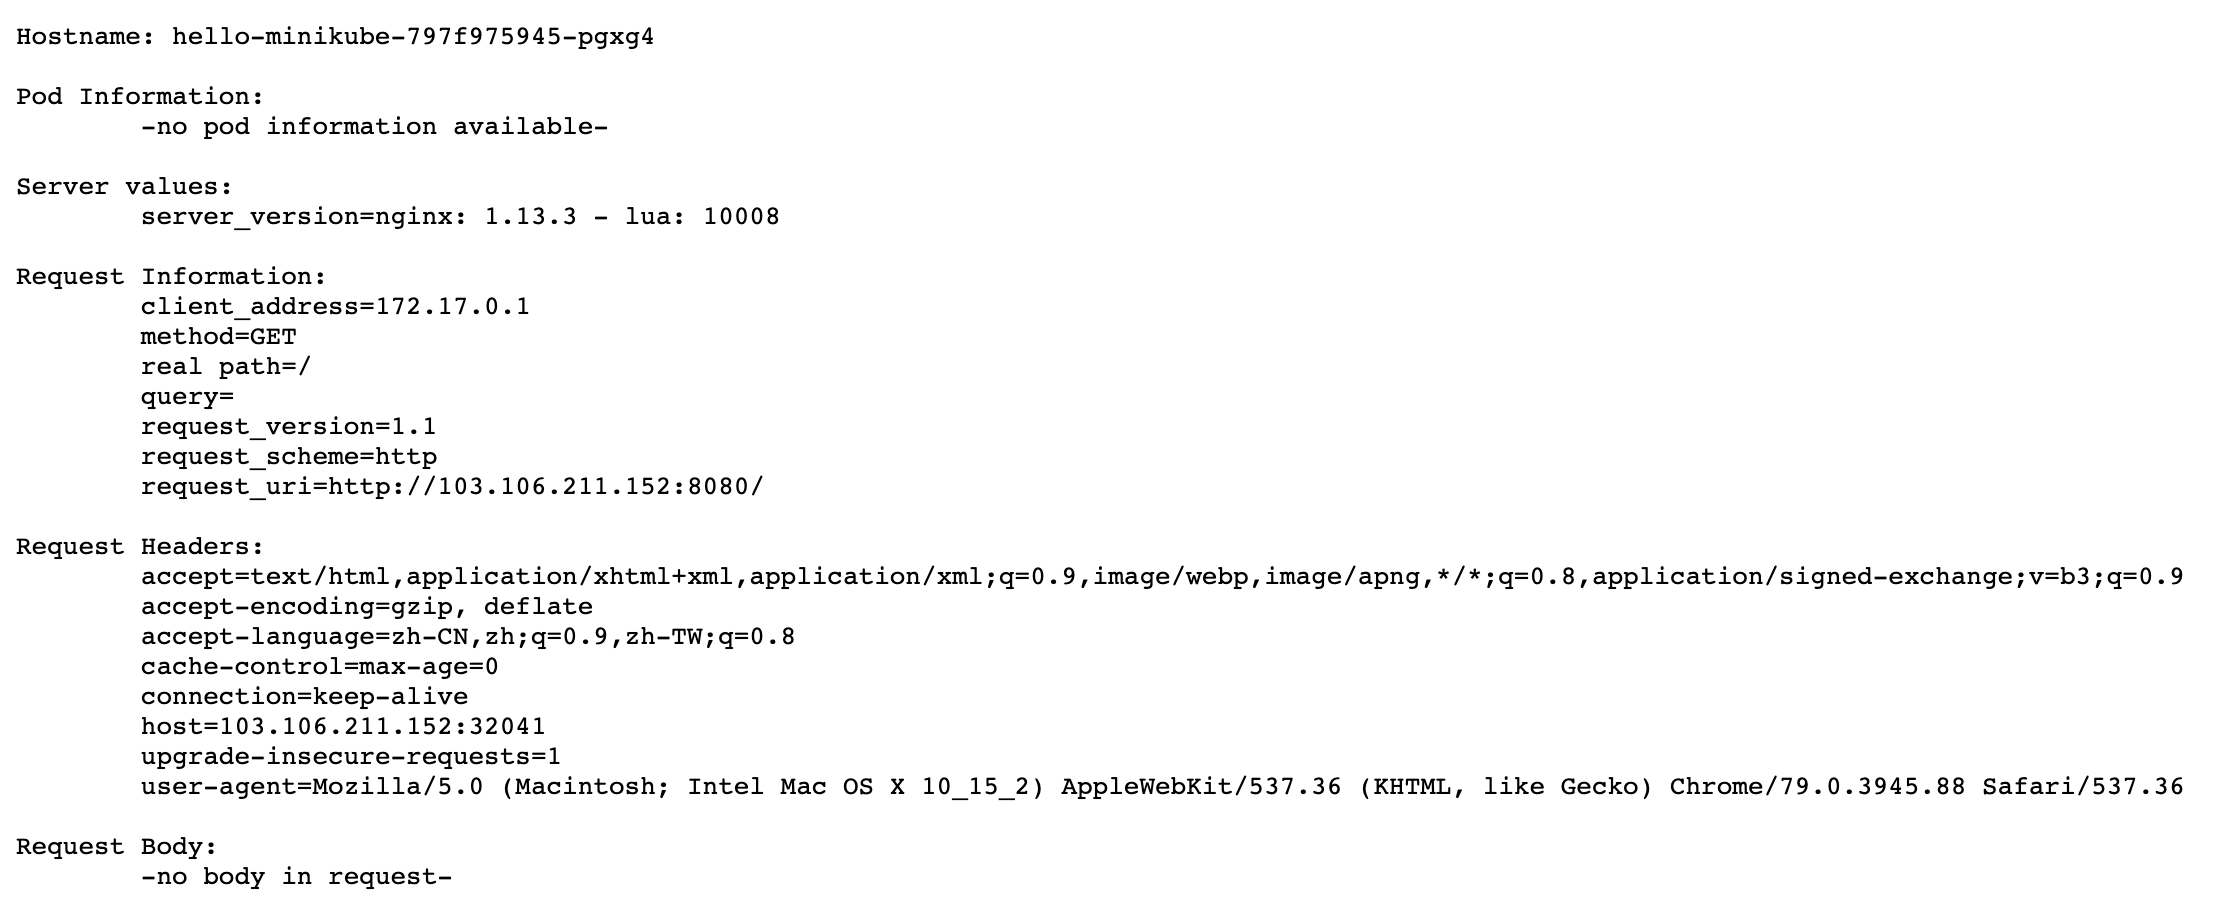 Hostname: hello-minikube-797f975945-pgxg4
Pod Information:
-no pod information available-
Server values:
server_version=nginx: 1.13.3 - lua: 10008
Request Information:
client_address=172.17.0.1
method=GET
real path=/
query=
request_version=1.1
request_scheme=http
request_uri=http://103.106.211.152:8080/
Request Headers:
accept=text/html,application/xhtml+xml,application/xml;q=0.9,image/webp,image/apng,*/*;q=0.8,application/signed-exchange;v=b3;q=0.9
accept-encoding=gzip, deflate
accept-language=zh-CN,zh;q=0.9,zh-TW;q=0.8
cache-control=max-age=0
connection=keep-alive
host=103.106.211.152:32041
upgrade-insecure-requests=1
user-agent=Mozilla/5.0 (Macintosh; Intel Mac OS X 10_15_2) AppleWebKit/537.36 (KHTML, like Gecko) Chrome/79.0.3945.88 Safari/537.36
Request Body:
-no body in request-